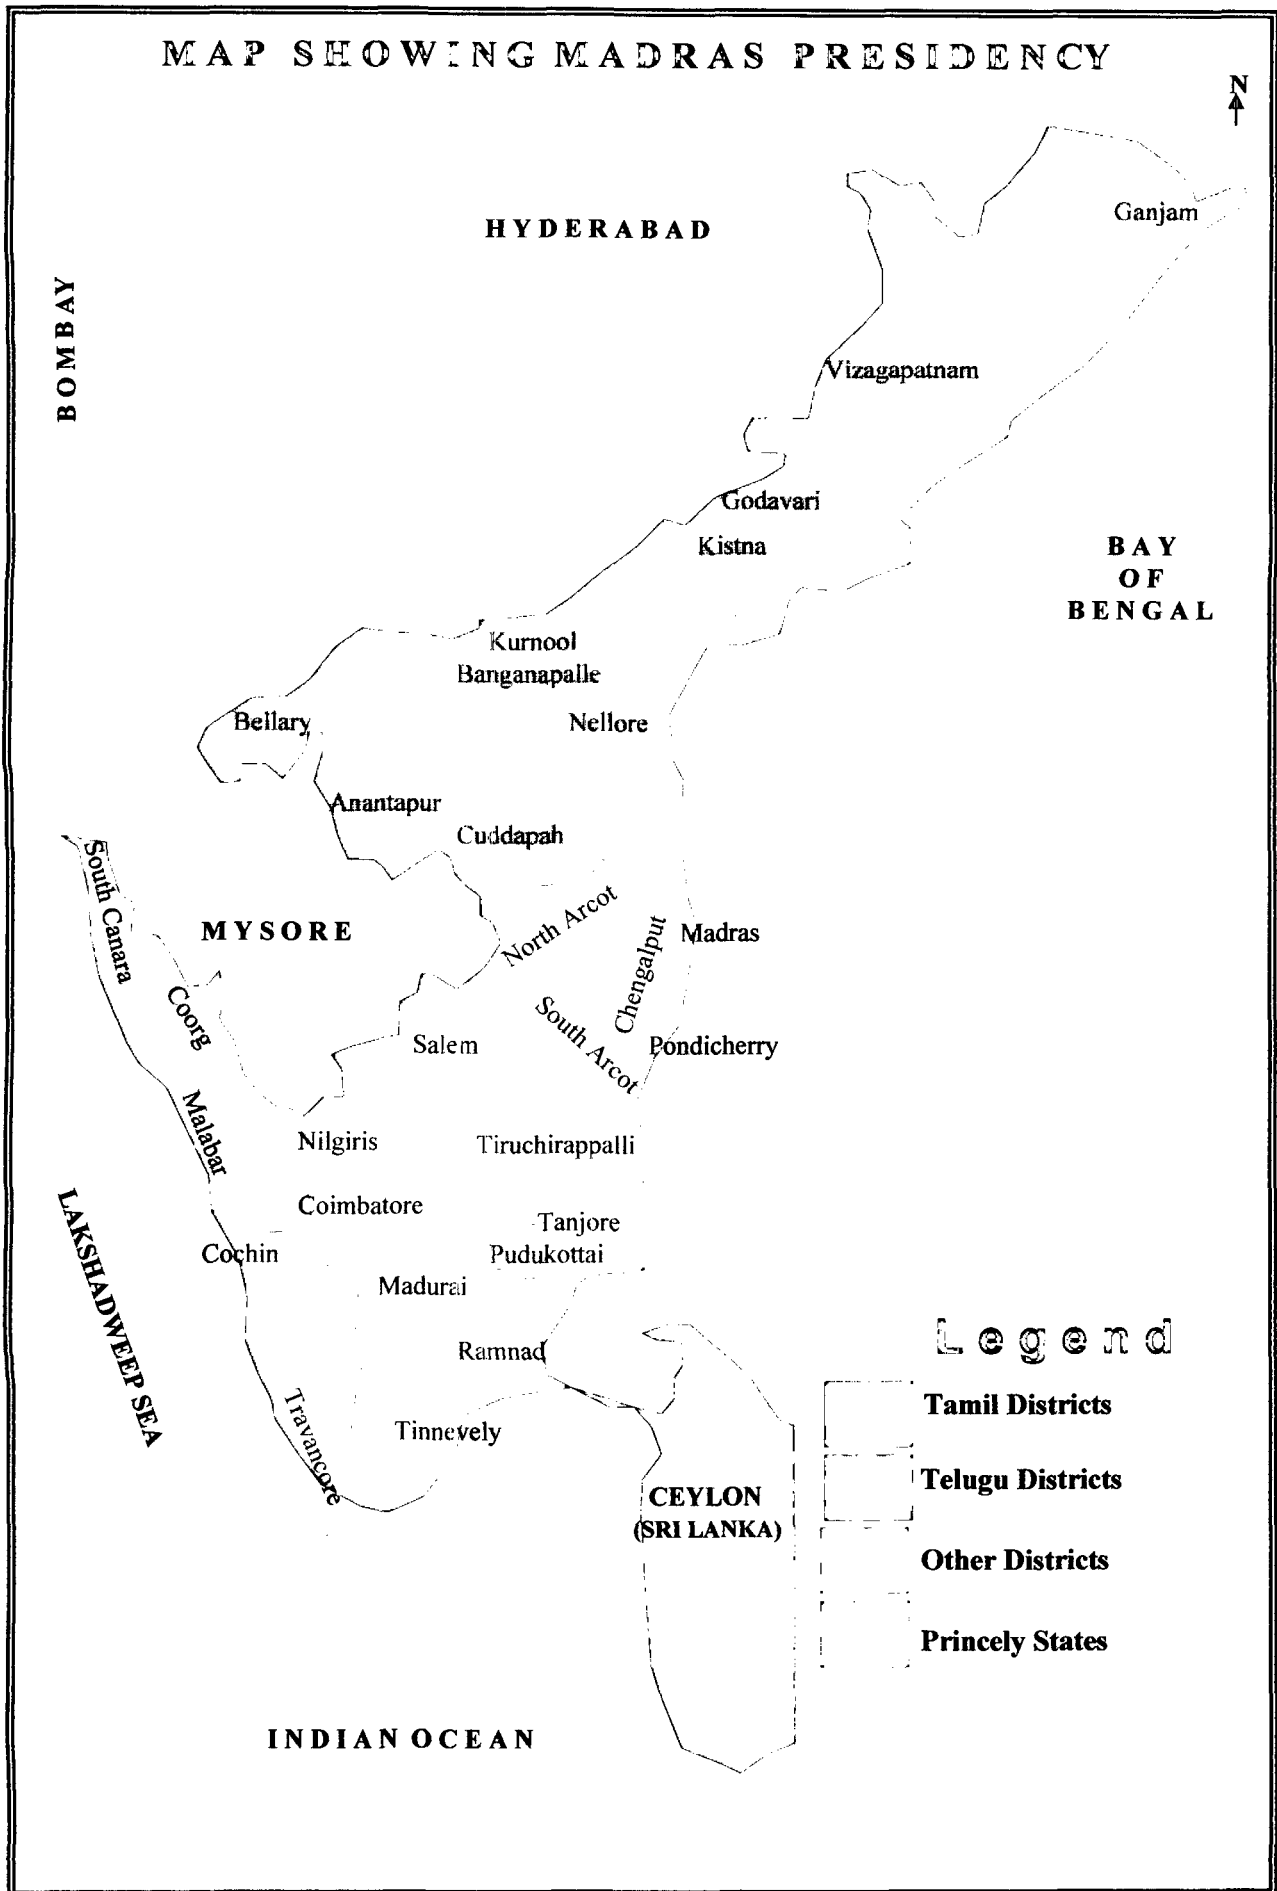 MAP SHOWING MADRAS PRESIDENCY
N
Ganjam
HYDERABAD
BOMBAY
Vizagapatnam
Godavari
Kistna
BAY
OF
BENGAL
Kurnool
Banganapalle
Bellary
Nellore
Anantapur
Cuddapah
South Canara
North Arcot
MYSORE
Chengalput
Madras
Coorg
South Arcot
Salem
Pondicherry
Malabar
Nilgiris
Tiruchirappalli
LAKSHADWEEP SEA
Coimbatore
Tanjore
Cochin
Pudukottai
Madurai
Ramnad
Travancore
Tinnevely
CEYLON
(SRI LANKA)
Legend
Tamil Districts
Telugu Districts
Other Districts
Princely States
INDIAN OCEAN